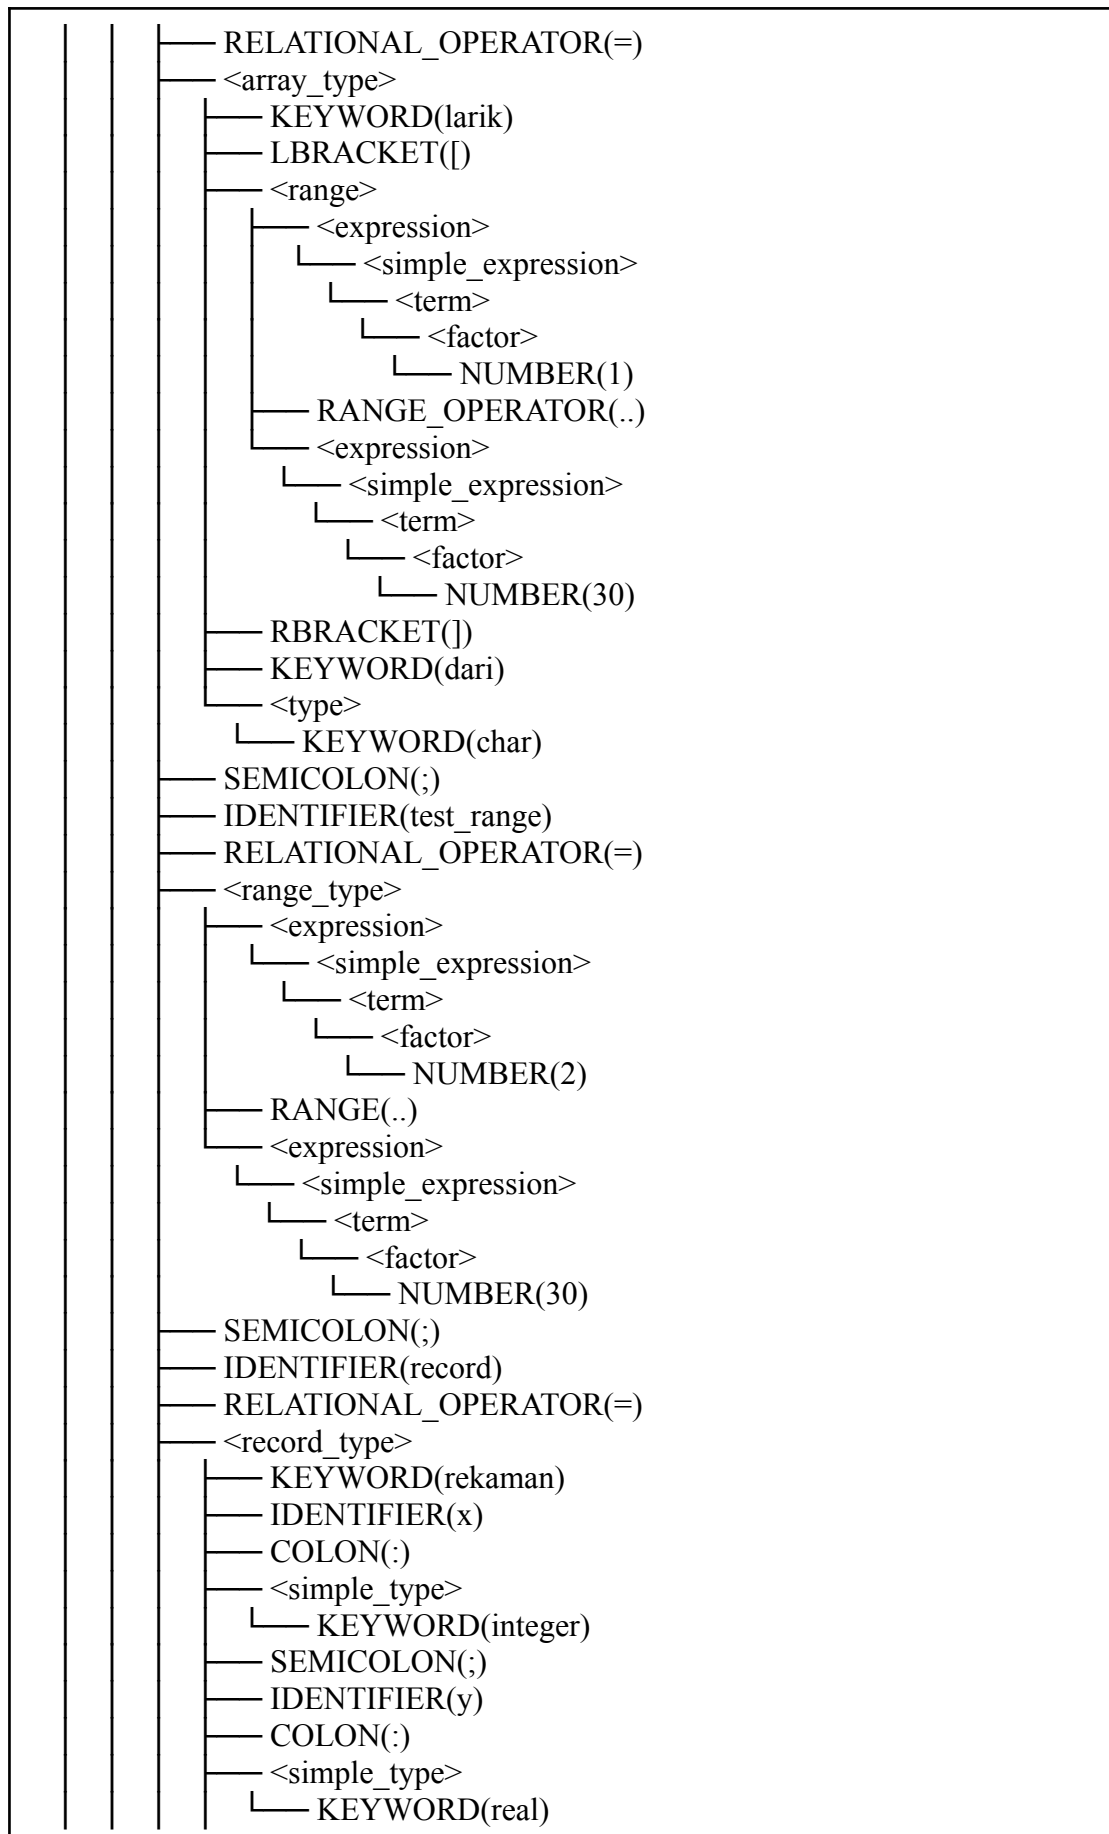 RELATIONAL_OPERATOR(=)
<array_type>
KEYWORD(larik)
LBRACKET([)
<range>
<expression>
<simple_expression>
<term>
<factor>
NUMBER(1)
RANGE_OPERATOR(..)
<expression>
<simple_expression>
<term>
<factor>
NUMBER(30)
RBRACKET(])
KEYWORD(dari)
<type>
KEYWORD(char)
SEMICOLON(;)
IDENTIFIER(test_range)
RELATIONAL_OPERATOR(=)
<range_type>
<expression>
<simple_expression>
<term>
<factor>
NUMBER(2)
RANGE(..)
<expression>
<simple_expression>
<term>
<factor>
NUMBER(30)
SEMICOLON(;)
IDENTIFIER(record)
RELATIONAL_OPERATOR(=)
<record_type>
KEYWORD(rekaman)
IDENTIFIER(x)
COLON(:)
<simple_type>
KEYWORD(integer)
SEMICOLON(;)
IDENTIFIER(y)
COLON(:)
<simple_type>
KEYWORD(real)